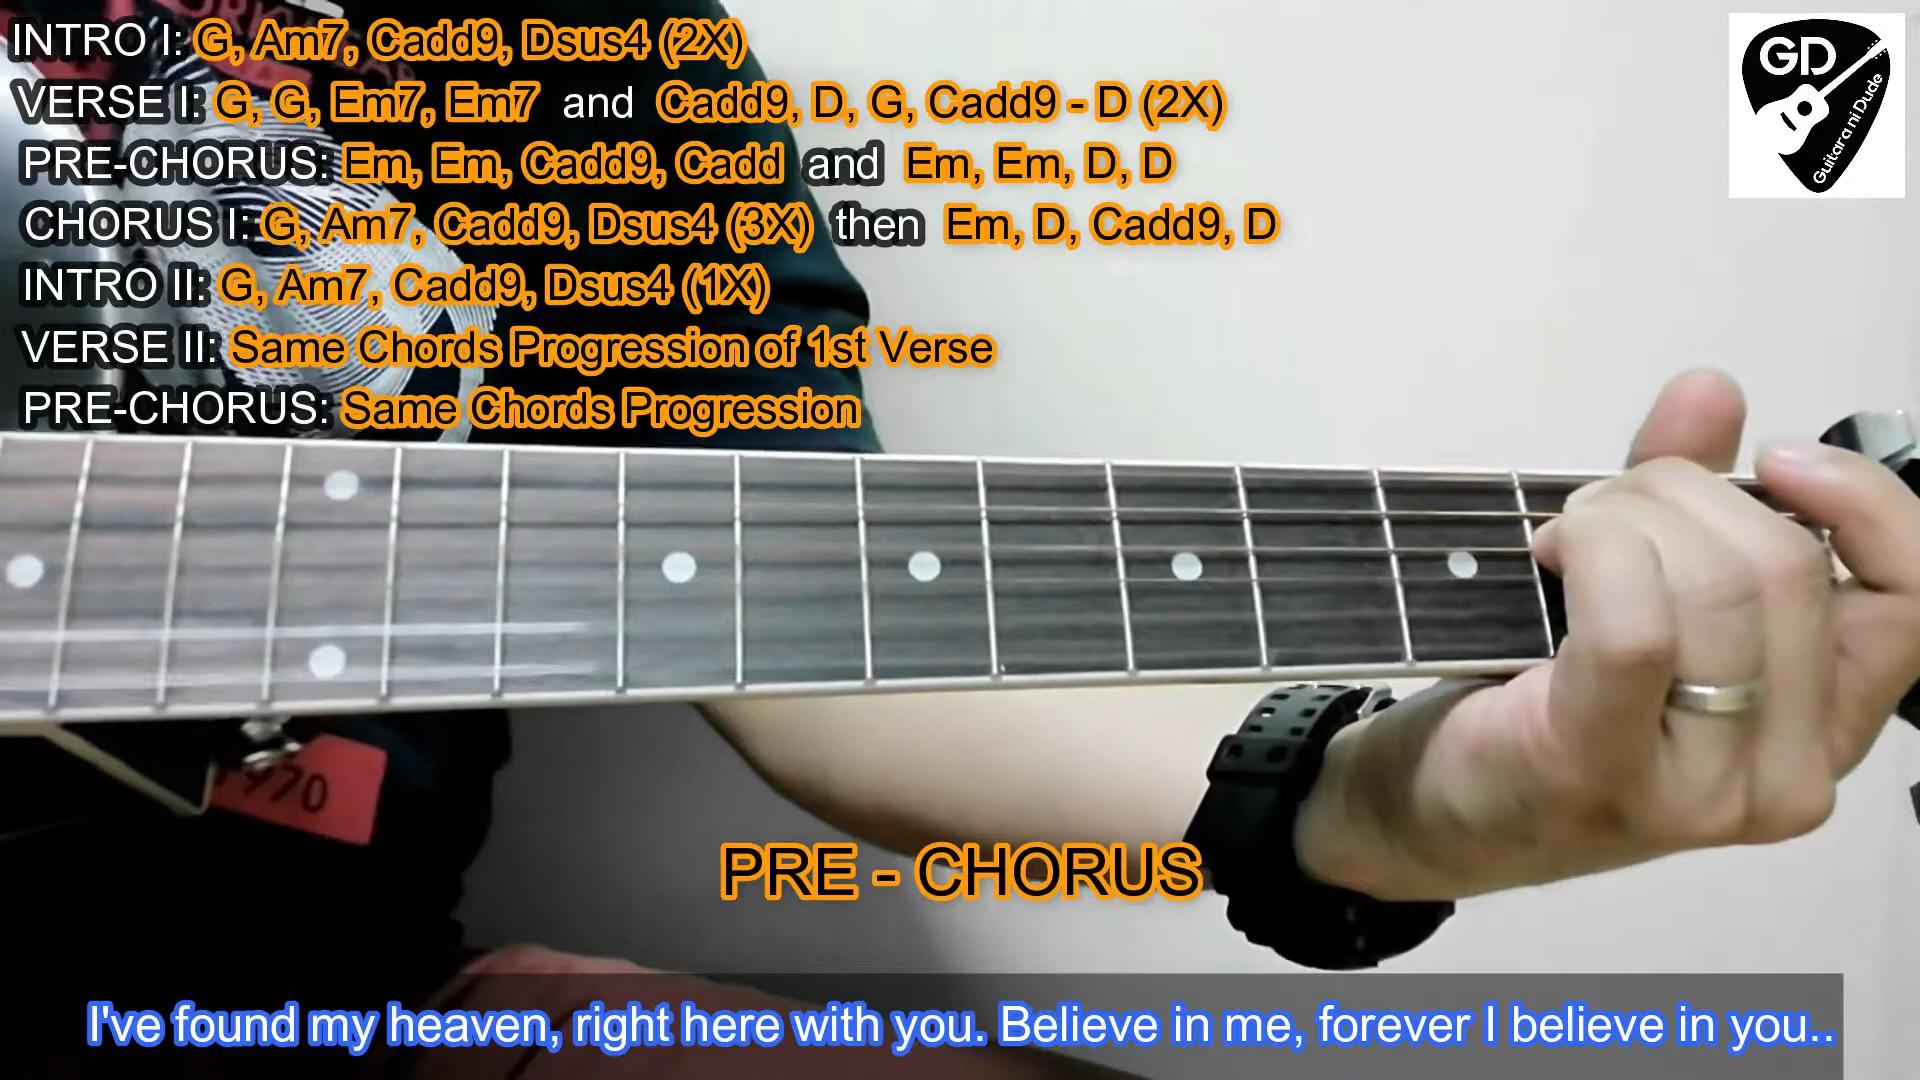 INTRO I: G, Am7, Cadd9, Dsus4 (2X)
VERSE I: G, G, Em7, Em7 and Cadd9, D, G, Cadd9 - D (2X)
PRE-CHORUS: Em, Em, Cadd9, Cadd and Em, Em, D, D
CHORUS I: G, Am7, Cadd9, Dsus4 (3X) then Em, D, Cadd9, D
INTRO II: G, Am7, Cadd9, Dsus4 (1X)
VERSE II: Same Chords Progression of 1st Verse
PRE-CHORUS: Same Chords Progression
GD
Guitara ni Dude
970
PRE - CHORUS
I've found my heaven, right here with you. Believe in me, forever I believe in you..